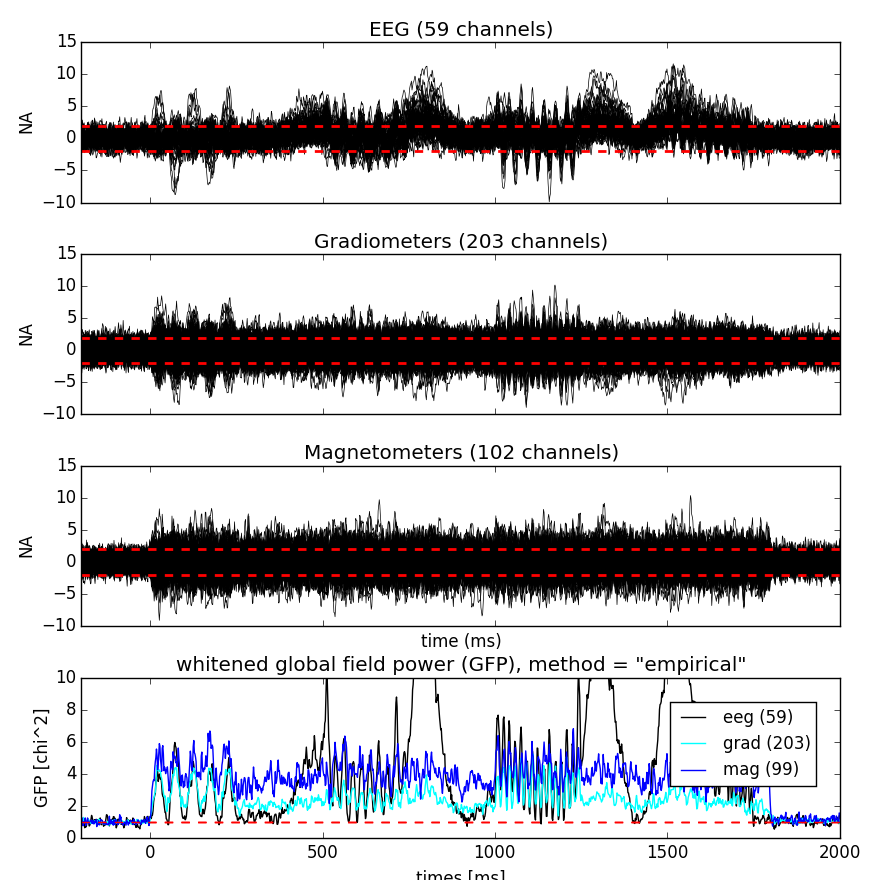 EEG (59 channels)
15
10
5
0
−5
−10
NA
Gradiometers (203 channels)
15
10
5
0
−5
−10
NA
Magnetometers (102 channels)
15
10
5
0
−5
−10
NA
time (ms)
whitened global field power (GFP), method = "empirical"
10
8
6
4
2
0
GFP [chi^2]
eeg (59)
grad (203)
mag (99)
0 500 1000 1500 2000
times [ms]